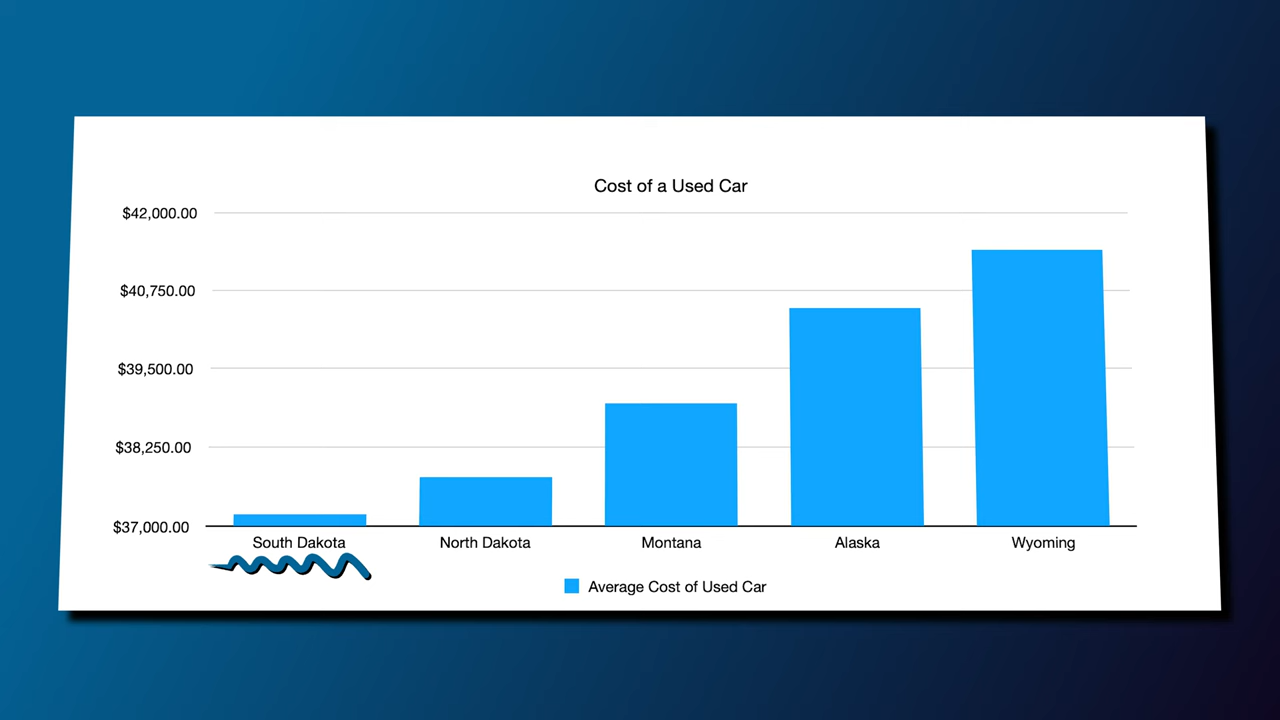 Cost of a Used Car
$42,000.00
$40,750.00
$39,500.00
$38,250.00
$37,000.00
South Dakota
North Dakota
Montana
Alaska
Wyoming
Average Cost of Used Car